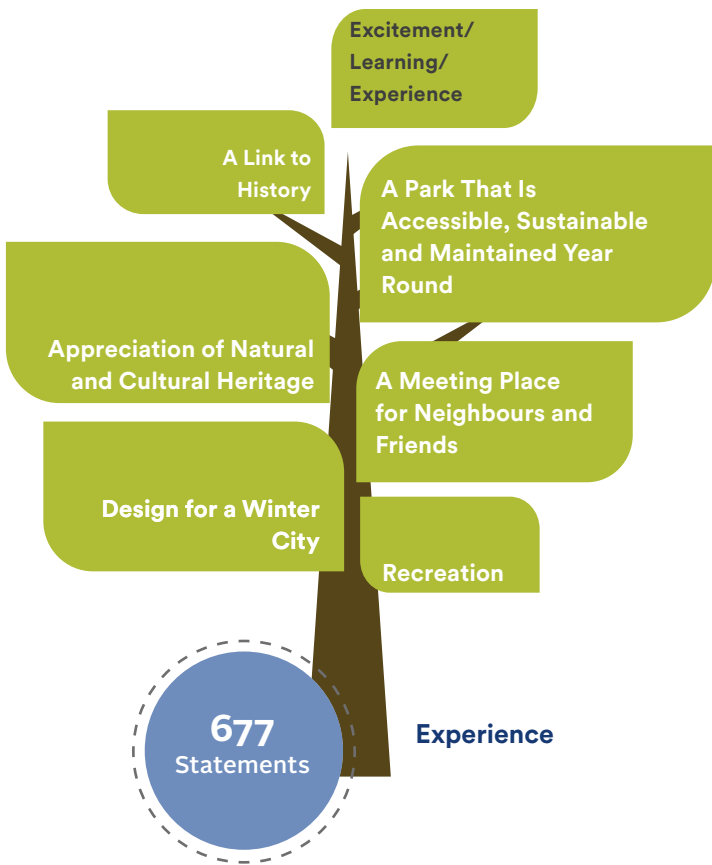 Excitement/
Learning/
Experience
A Link to
History
A Park That Is
Accessible, Sustainable
and Maintained Year
Round
Appreciation of Natural
and Cultural Heritage
A Meeting Place
for Neighbours and
Friends
Design for a Winter
City
Recreation
677
Statements
Experience